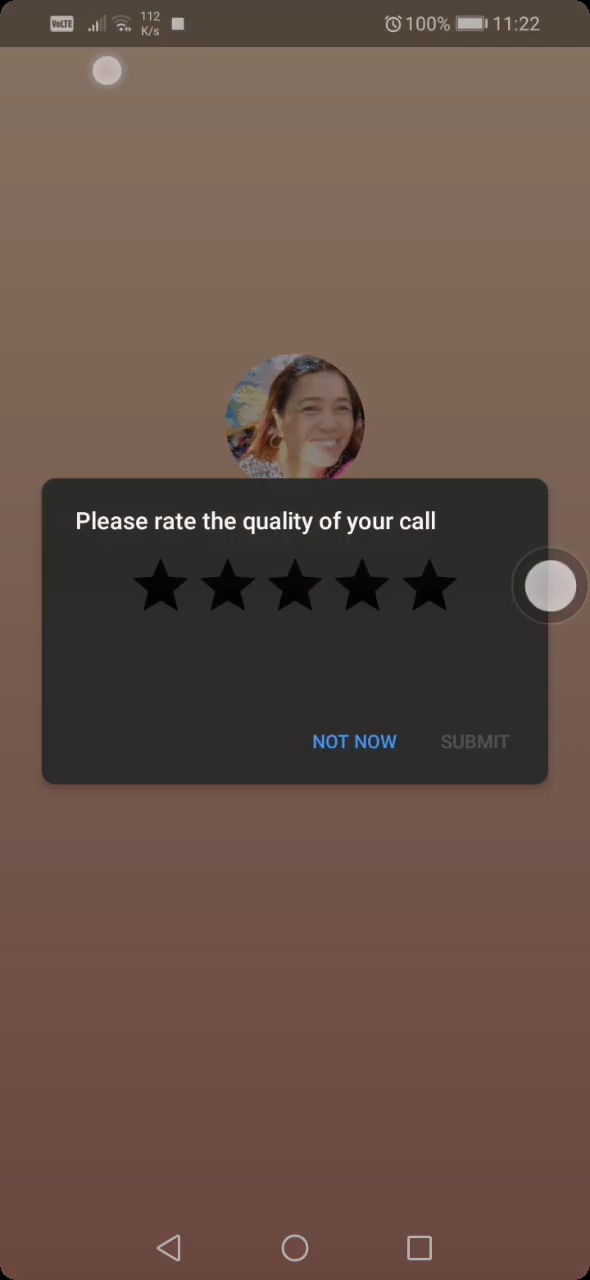 VoLTE 112 K/s 100% 11:22
Please rate the quality of your call
NOT NOW SUBMIT